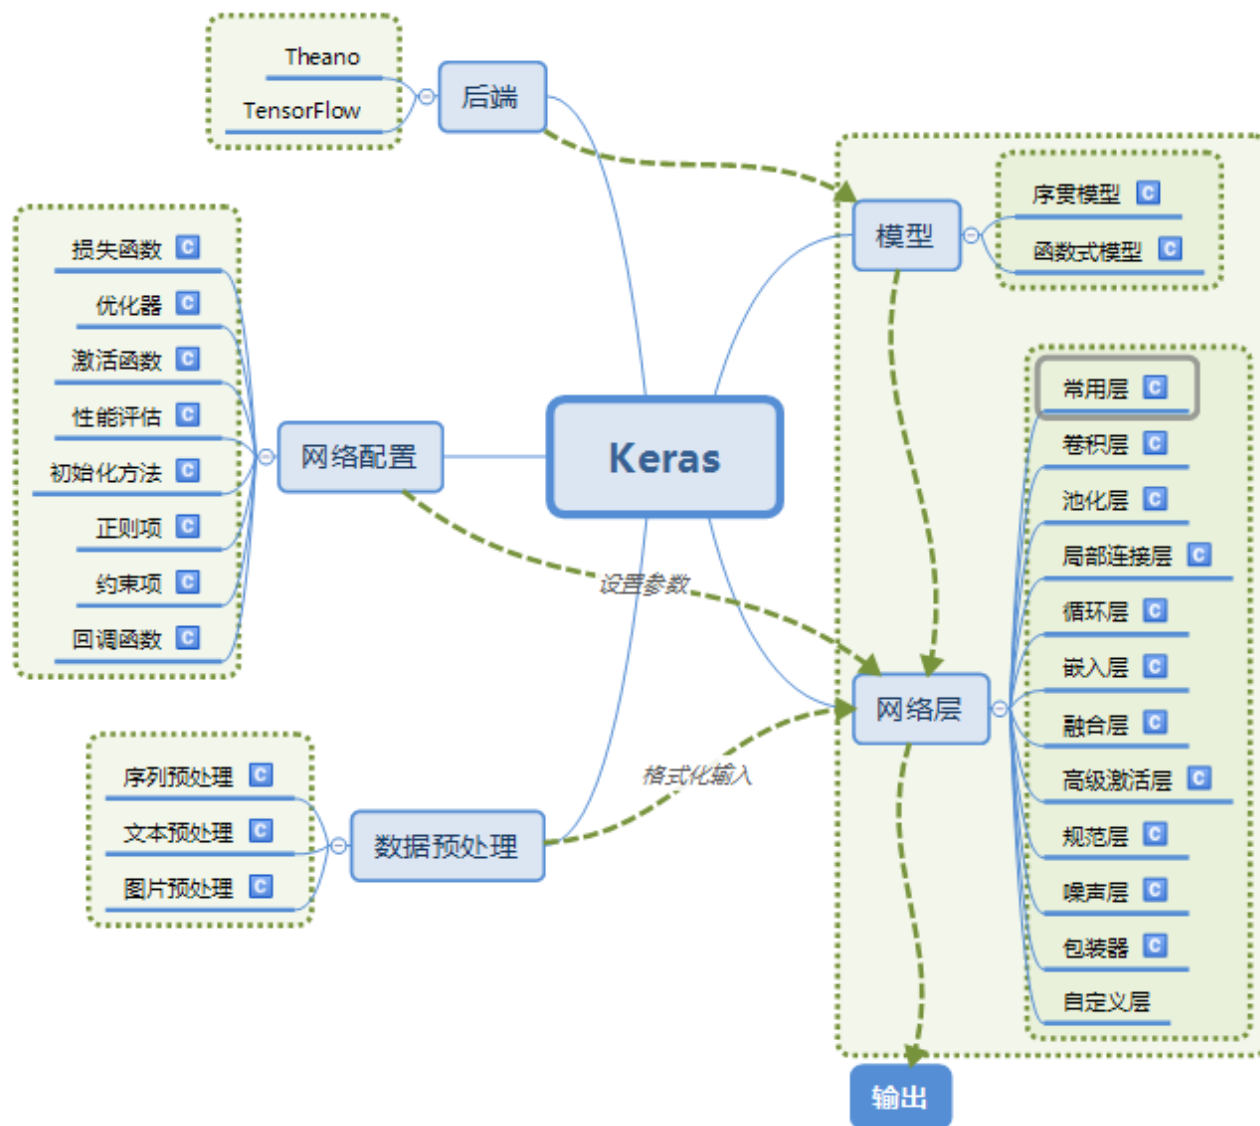 Theano
TensorFlow
后端
模型
序贯模型 C
函数式模型 C
损失函数 C
优化器 C
激活函数 C
性能评估 C
初始化方法 C
正则项 C
约束项 C
回调函数 C
网络配置
Keras
设置参数
常用层 C
卷积层 C
池化层 C
局部连接层 C
循环层 C
嵌入层 C
融合层 C
高级激活层 C
规范层 C
噪声层 C
包装器 C
自定义层
网络层
格式化输入
序列预处理 C
文本预处理 C
图片预处理 C
数据预处理
输出